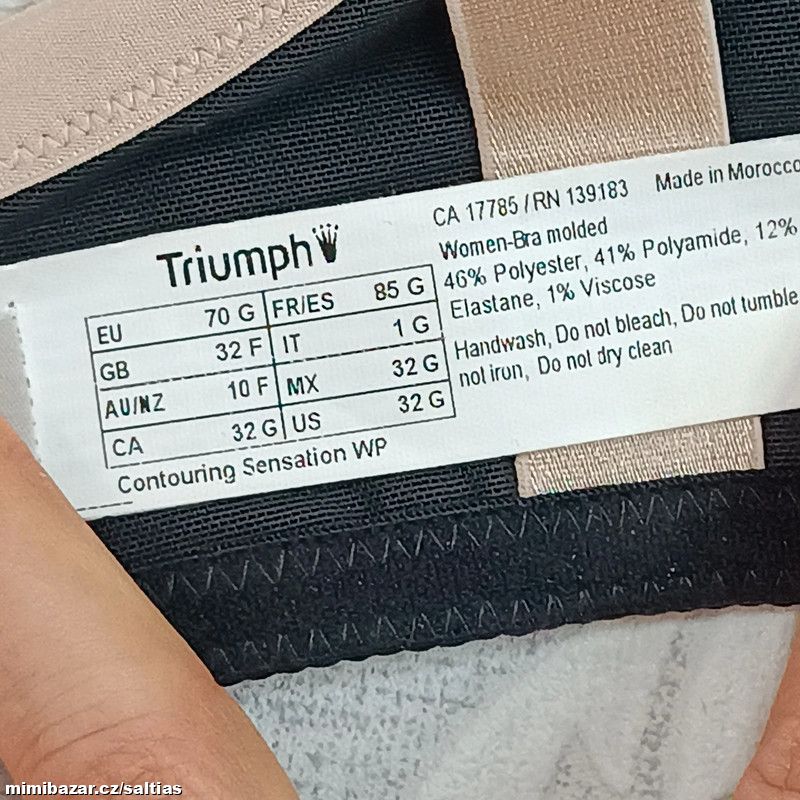 Triumph
EU 70 G FR/ES 85 G
GB 32 F IT 1 G
AU/NZ 10 F MX 32 G
CA 32 G US 32 G
Contouring Sensation WP
CA 17785 / RN 139183 Made in Morocco
Women-Bra molded
46% Polyester, 41% Polyamide, 12%
Elastane, 1% Viscose
Handwash, Do not bleach, Do not tumble
not iron, Do not dry clean
mimibazar.cz/saltias